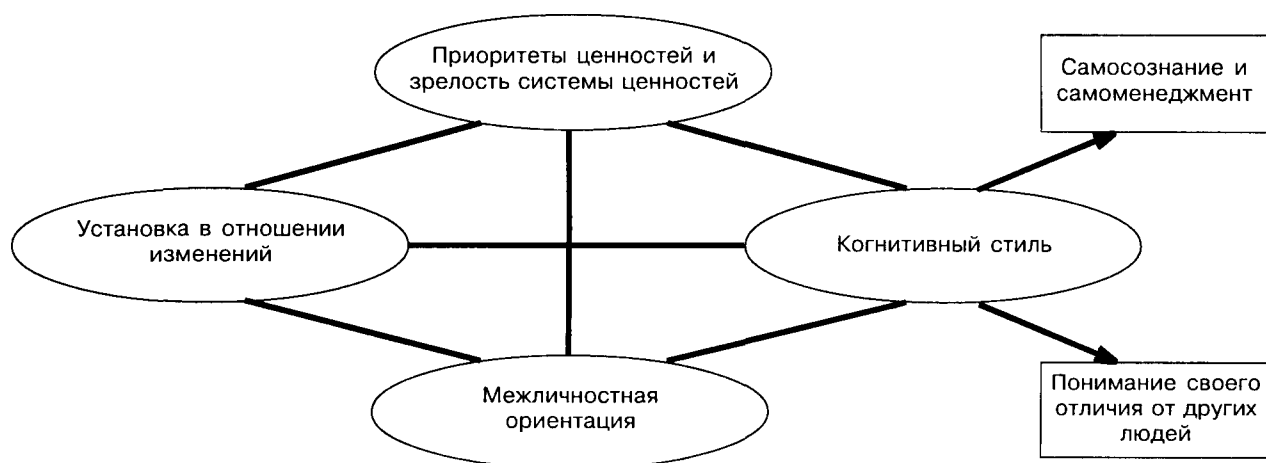 Приоритеты ценностей и
зрелость системы ценностей
Самосознание и
самоменеджмент
Установка в отношении
изменений
Когнитивный стиль
Межличностная
ориентация
Понимание своего
отличия от других
людей